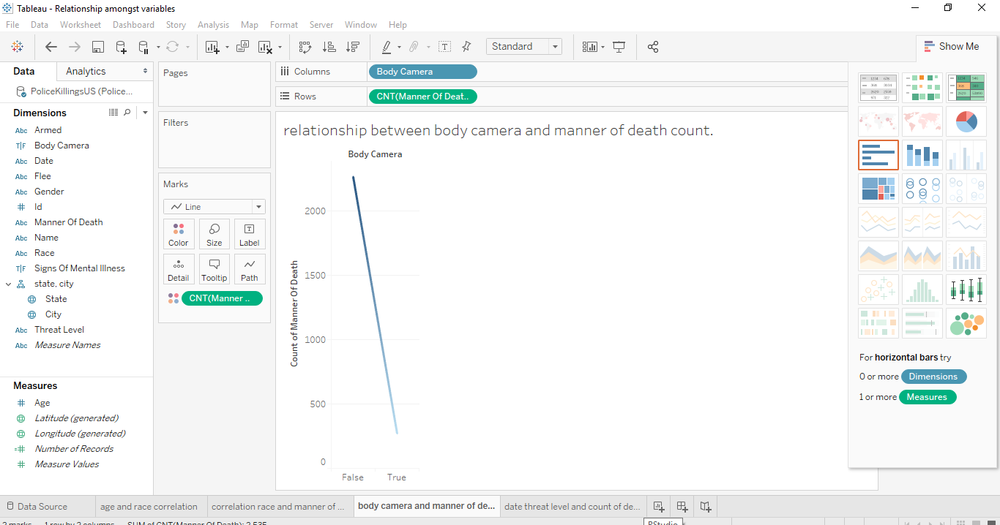 Tableau - Relationship amongst variables
File Data Worksheet Dashboard Story Analysis Map Format Server Window Help
Standard
Show Me
Data Analytics
PoliceKillingsUS (Police...
Dimensions
Abc Armed
T|F Body Camera
Abc Date
Abc Flee
Abc Gender
# Id
Abc Manner Of Death
Abc Name
Abc Race
T|F Signs Of Mental Illness
state, city
State
City
Abc Threat Level
Abc Measure Names
Measures
# Age
Latitude (generated)
Longitude (generated)
=# Number of Records
# Measure Values
Pages
Filters
Marks
Line
Color Size Label
Detail Tooltip Path
CNT(Manner ..
Columns Body Camera
Rows CNT(Manner Of Deat..
relationship between body camera and manner of death count.
Body Camera
Count of Manner Of Death
2000
1500
1000
500
0
False True
For horizontal bars try
0 or more Dimensions
1 or more Measures
Data Source age and race correlation correlation race and manner of ... body camera and manner of de... date threat level and count of de...
2 marks 1 row by 2 columns SUM of CNT(Manner Of Death): 2,535
RStudio